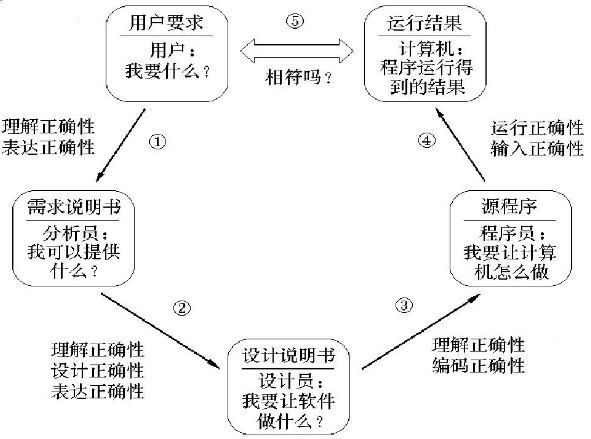 用户要求
用户：
我要什么？
⑤
相符吗？
运行结果
计算机：
程序运行得
到的结果
理解正确性
表达正确性
①
④
运行正确性
输入正确性
需求说明书
分析员：
我可以提供
什么？
源程序
程序员：
我要让计算
机怎么做
②
③
理解正确性
设计正确性
表达正确性
设计说明书
设计员：
我要让软件
做什么？
理解正确性
编码正确性